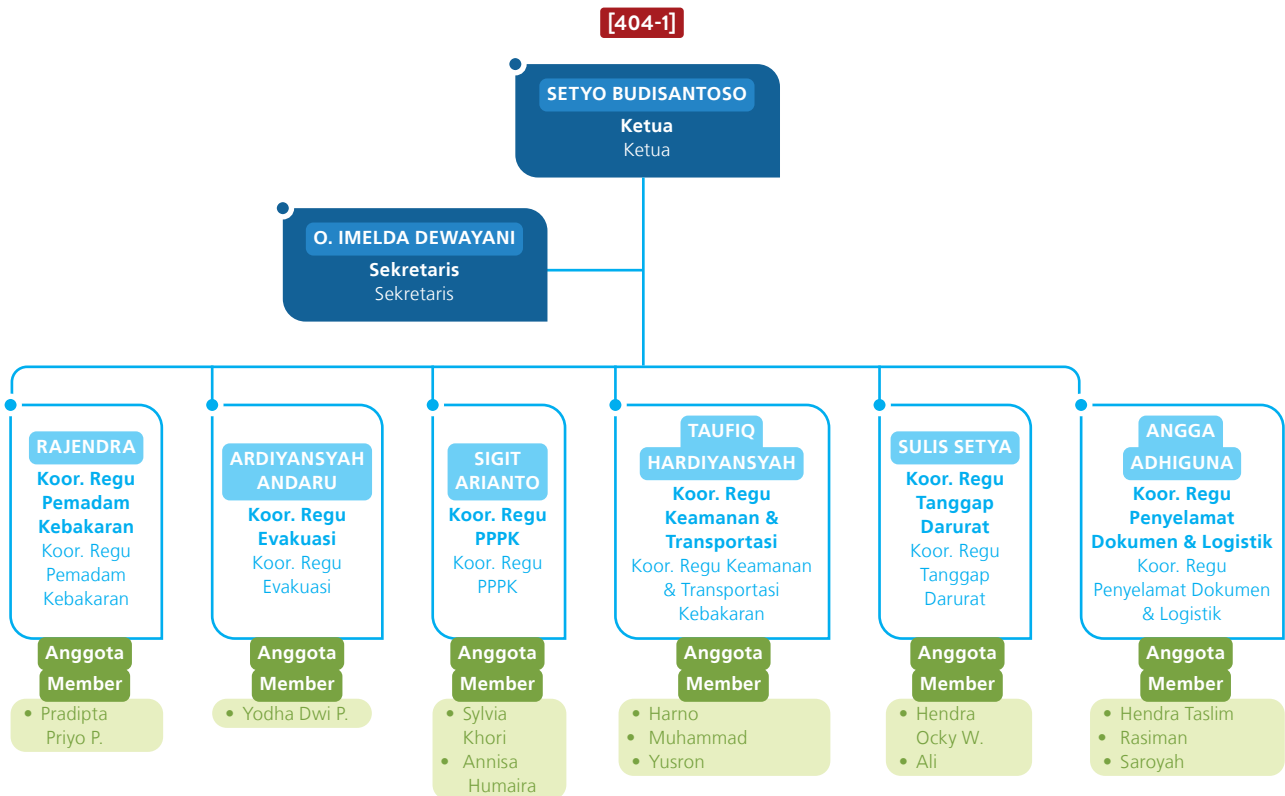 [404-1]
SETYO BUDISANTOSO
Ketua
Ketua
O. IMELDA DEWAYANI
Sekretaris
Sekretaris
RAJENDRA
Koor. Regu
Pemadam
Kebakaran
Koor. Regu
Pemadam
Kebakaran
Anggota
Member
• Pradipta
Priyo P.
ARDIYANSYAH
ANDARU
Koor. Regu
Evakuasi
Koor. Regu
Evakuasi
Anggota
Member
• Yodha Dwi P.
SIGIT
ARIANTO
Koor. Regu
PPPK
Koor. Regu
PPPK
Anggota
Member
• Sylvia
Khori
• Annisa
Humaira
TAUFIQ
HARDIYANSYAH
Koor. Regu
Keamanan &
Transportasi
Koor. Regu Keamanan
& Transportasi
Kebakaran
Anggota
Member
• Harno
• Muhammad
• Yusron
SULIS SETYA
Koor. Regu
Tanggap
Darurat
Koor. Regu
Tanggap
Darurat
Anggota
Member
• Hendra
Ocky W.
• Ali
ANGGA
ADHIGUNA
Koor. Regu
Penyelamat
Dokumen & Logistik
Koor. Regu
Penyelamat Dokumen
& Logistik
Anggota
Member
• Hendra Taslim
• Rasiman
• Saroyah